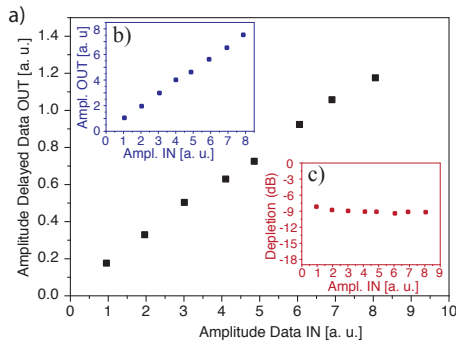 a)
Amplitude Delayed Data OUT [a. u.]
1.4
1.2
1.0
0.8
0.6
0.4
0.2
0.0
0 1 2 3 4 5 6 7 8 9 10
Amplitude Data IN [a. u.]
b)
Ampl. OUT [a. u]
8
6
4
2
0
0 1 2 3 4 5 6 7 8
Ampl. IN [a. u.]
c)
Depletion (dB)
0
-3
-6
-9
-12
-15
-18
0 1 2 3 4 5 6 7 8 9
Ampl. IN [a. u.]